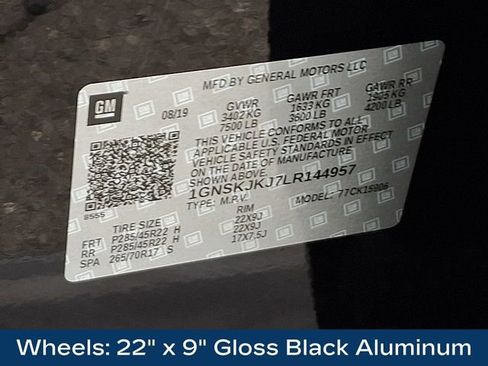 MFD BY GENERAL MOTORS LLC
GM
08/19 GVWR GAWR FRT GAWR RR
3402 KG 1633 KG 1905 KG
7500 LB 3600 LB 4200 LB
THIS VEHICLE CONFORMS TO ALL
APPLICABLE U.S. FEDERAL MOTOR
VEHICLE SAFETY STANDARDS IN EFFECT
ON THE DATE OF MANUFACTURE
SHOWN ABOVE.
1GNSKJKJ7LR144957
TYPE: M.P.V. MODEL: 77CK15906
8555
TIRE SIZE RIM
FRT P285/45R22 H 22X9J
RR P285/45R22 H 22X9J
SPA 265/70R17 S 17X7.5J
Wheels: 22" x 9" Gloss Black Aluminum